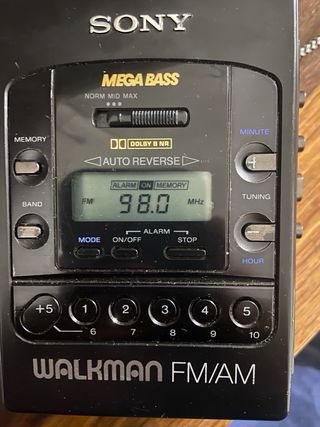 SONY
MEGA BASS
NORM MID MAX
DOLBY B NR
MEMORY
MINUTE
AUTO REVERSE
+
ALARM ON MEMORY
FM 98.0 MHz
BAND
TUNING
ALARM
MODE ON/OFF STOP
−
HOUR
+5 1 2 3 4 5
6 7 8 9 10
WALKMAN FM/AM